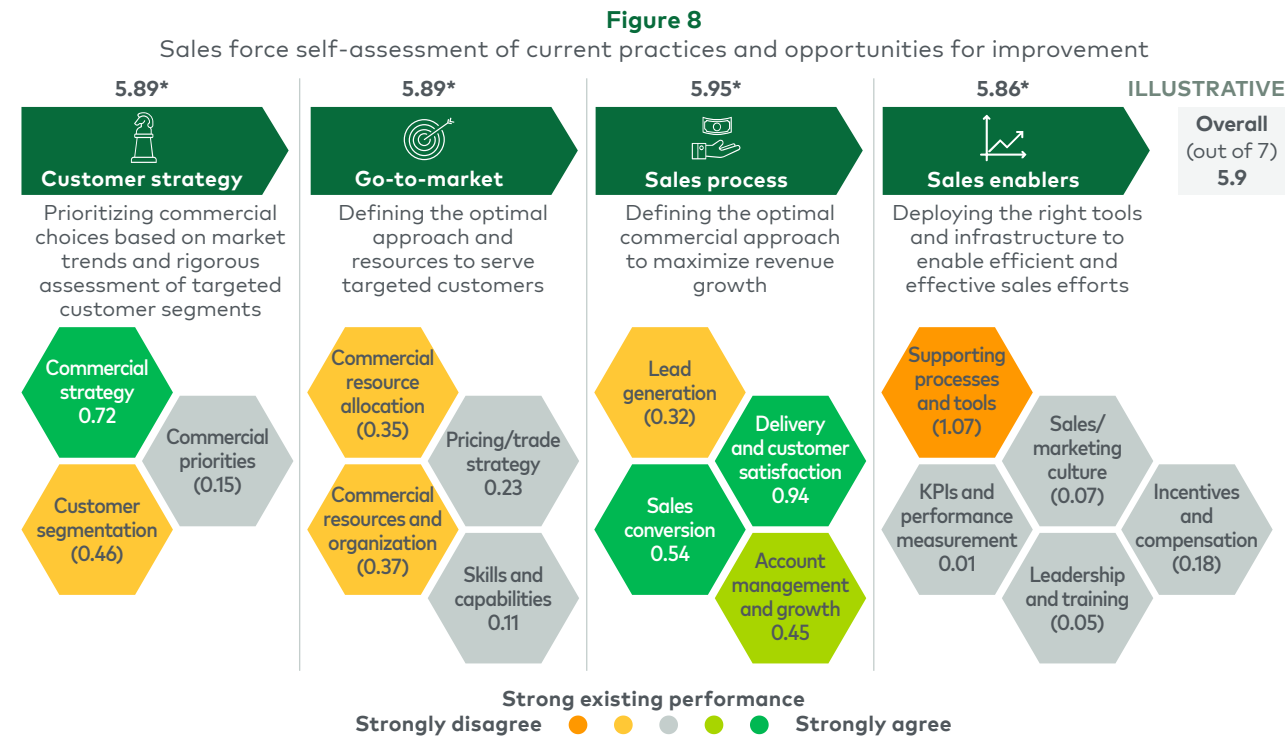 Figure 8
Sales force self-assessment of current practices and opportunities for improvement
5.89*
Customer strategy
Prioritizing commercial
choices based on market
trends and rigorous
assessment of targeted
customer segments
Commercial
strategy
0.72
Commercial
priorities
(0.15)
Customer
segmentation
(0.46)
5.89*
Go-to-market
Defining the optimal
approach and
resources to serve
targeted customers
Commercial
resource
allocation
(0.35)
Pricing/trade
strategy
0.23
Commercial
resources and
organization
(0.37)
Skills and
capabilities
0.11
5.95*
Sales process
Defining the optimal
commercial approach
to maximize revenue
growth
Lead
generation
(0.32)
Delivery
and customer
satisfaction
0.94
Sales
conversion
0.54
Account
management
and growth
0.45
5.86*
Sales enablers
Deploying the right tools
and infrastructure to
enable efficient and
effective sales efforts
Supporting
processes
and tools
(1.07)
Sales/
marketing
culture
(0.07)
KPIs and
performance
measurement
0.01
Incentives
and
compensation
(0.18)
Leadership
and training
(0.05)
ILLUSTRATIVE
Overall
(out of 7)
5.9
Strong existing performance
Strongly disagree
Strongly agree